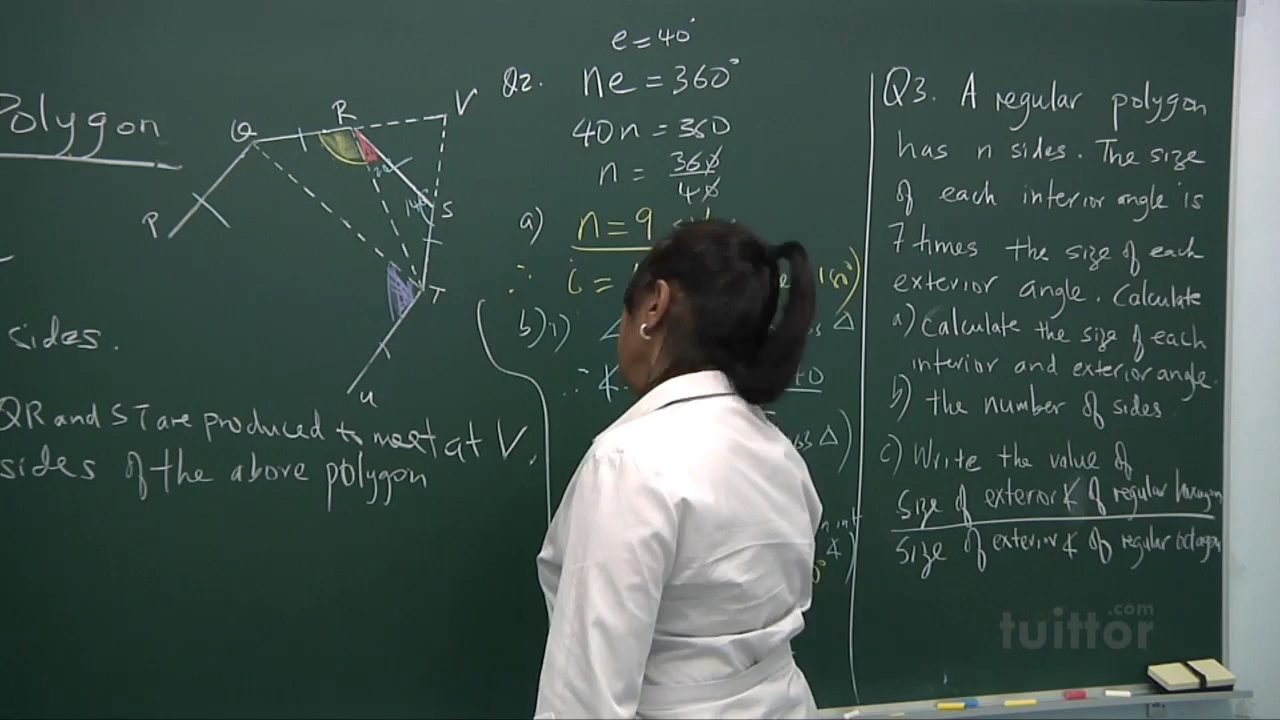 Polygon
Q
R
V
P
S
T
U
sides.
QR and ST are produced to meet at V.
sides of the above polygon
e = 40°
Q2. ne = 360°
40n = 360
n = 360/40
a) n = 9
∴ i =
b) i)
∴ ∡
Q3. A regular polygon
has n sides. The size
of each interior angle is
7 times the size of each
exterior angle. Calculate
a) Calculate the size of each
interior and exterior angle.
b) the number of sides
c) Write the value of
Size of exterior ∡ of regular hexagon
Size of exterior ∡ of regular octagon
tuittor.com